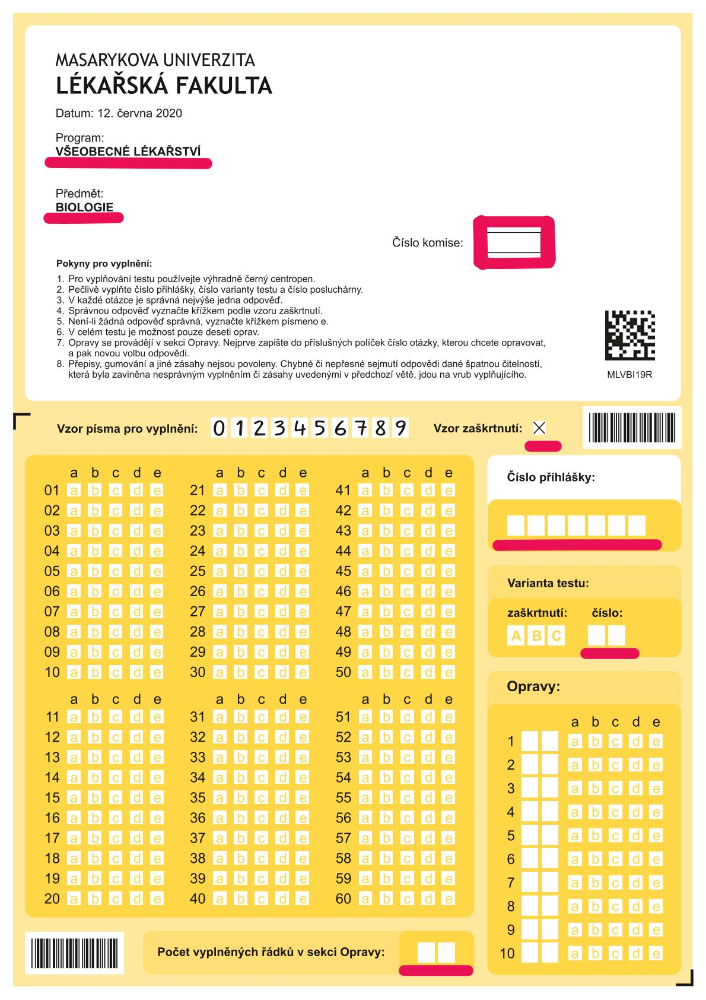 MASARYKOVA UNIVERZITA
LÉKAŘSKÁ FAKULTA
Datum: 12. června 2020
Program:
VŠEOBECNÉ LÉKAŘSTVÍ
Předmět:
BIOLOGIE
Číslo komise:
Pokyny pro vyplnění:
1. Pro vyplňování testu používejte výhradně černý centropen.
2. Pečlivě vyplňte číslo přihlášky, číslo varianty testu a číslo posluchárny.
3. V každé otázce je správná nejvýše jedna odpověď.
4. Správnou odpověď vyznačte křížkem podle vzoru zaškrtnutí.
5. Není-li žádná odpověď správná, vyznačte křížkem písmeno e.
6. V celém testu je možnost pouze deseti oprav.
7. Opravy se provádějí v sekci Opravy. Nejprve zapište do příslušných políček číslo otázky, kterou chcete opravovat,
a pak novou volbu odpovědi.
8. Přepisy, gumování a jiné zásahy nejsou povoleny. Chybné či nepřesné sejmutí odpovědi dané špatnou čitelností,
která byla zaviněna nesprávným vyplněním či zásahy uvedenými v předchozí větě, jdou na vrub vyplňujícího.
MLVBI19R
Vzor písma pro vyplnění: 0 1 2 3 4 5 6 7 8 9 Vzor zaškrtnutí:
a b c d e a b c d e a b c d e
01 a b c d e 21 a b c d e 41 a b c d e
02 a b c d e 22 a b c d e 42 a b c d e
03 a b c d e 23 a b c d e 43 a b c d e
04 a b c d e 24 a b c d e 44 a b c d e
05 a b c d e 25 a b c d e 45 a b c d e
06 a b c d e 26 a b c d e 46 a b c d e
07 a b c d e 27 a b c d e 47 a b c d e
08 a b c d e 28 a b c d e 48 a b c d e
09 a b c d e 29 a b c d e 49 a b c d e
10 a b c d e 30 a b c d e 50 a b c d e
a b c d e a b c d e a b c d e
11 a b c d e 31 a b c d e 51 a b c d e
12 a b c d e 32 a b c d e 52 a b c d e
13 a b c d e 33 a b c d e 53 a b c d e
14 a b c d e 34 a b c d e 54 a b c d e
15 a b c d e 35 a b c d e 55 a b c d e
16 a b c d e 36 a b c d e 56 a b c d e
17 a b c d e 37 a b c d e 57 a b c d e
18 a b c d e 38 a b c d e 58 a b c d e
19 a b c d e 39 a b c d e 59 a b c d e
20 a b c d e 40 a b c d e 60 a b c d e
Číslo přihlášky:
Varianta testu:
zaškrtnutí: číslo:
A B C
Opravy:
a b c d e
1 a b c d e
2 a b c d e
3 a b c d e
4 a b c d e
5 a b c d e
6 a b c d e
7 a b c d e
8 a b c d e
9 a b c d e
10 a b c d e
Počet vyplněných řádků v sekci Opravy: